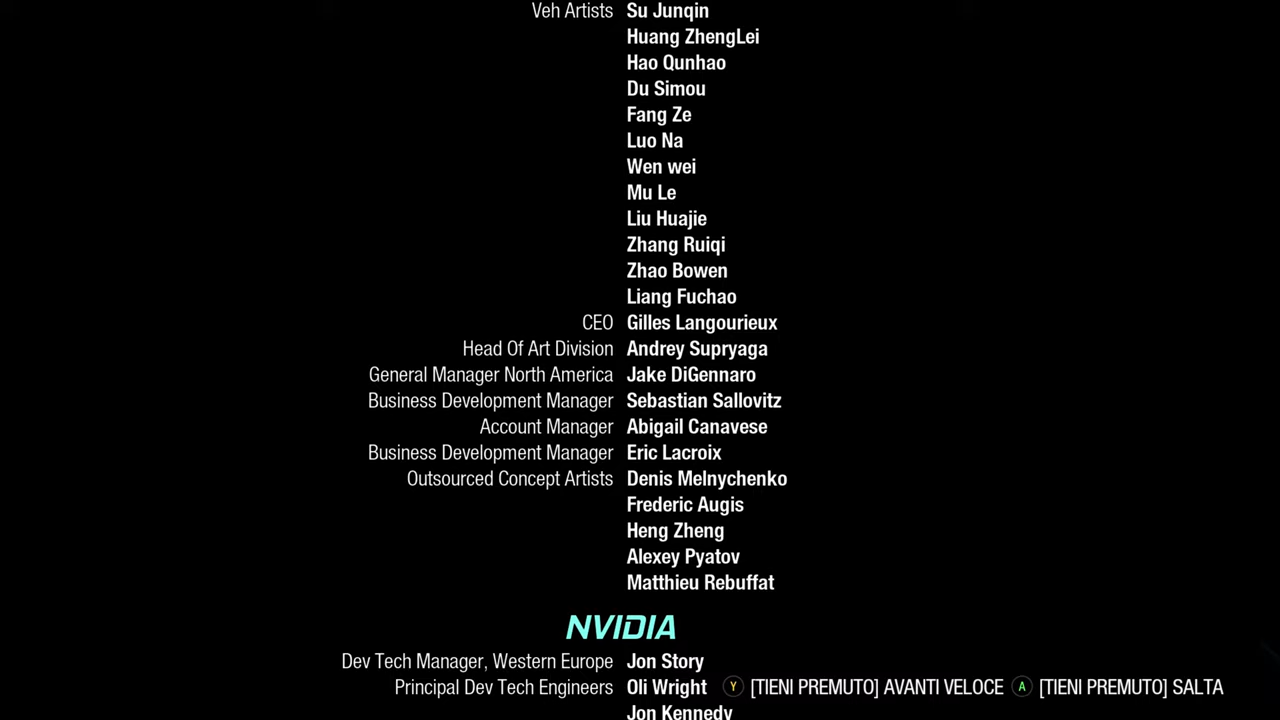 Veh Artists Su Junqin
Huang ZhengLei
Hao Qunhao
Du Simou
Fang Ze
Luo Na
Wen wei
Mu Le
Liu Huajie
Zhang Ruiqi
Zhao Bowen
Liang Fuchao
CEO Gilles Langourieux
Head Of Art Division Andrey Supryaga
General Manager North America Jake DiGennaro
Business Development Manager Sebastian Sallovitz
Account Manager Abigail Canavese
Business Development Manager Eric Lacroix
Outsourced Concept Artists Denis Melnychenko
Frederic Augis
Heng Zheng
Alexey Pyatov
Matthieu Rebuffat
NVIDIA
Dev Tech Manager, Western Europe Jon Story
Principal Dev Tech Engineers Oli Wright Y [TIENI PREMUTO] AVANTI VELOCE A [TIENI PREMUTO] SALTA
Jon Kennedy